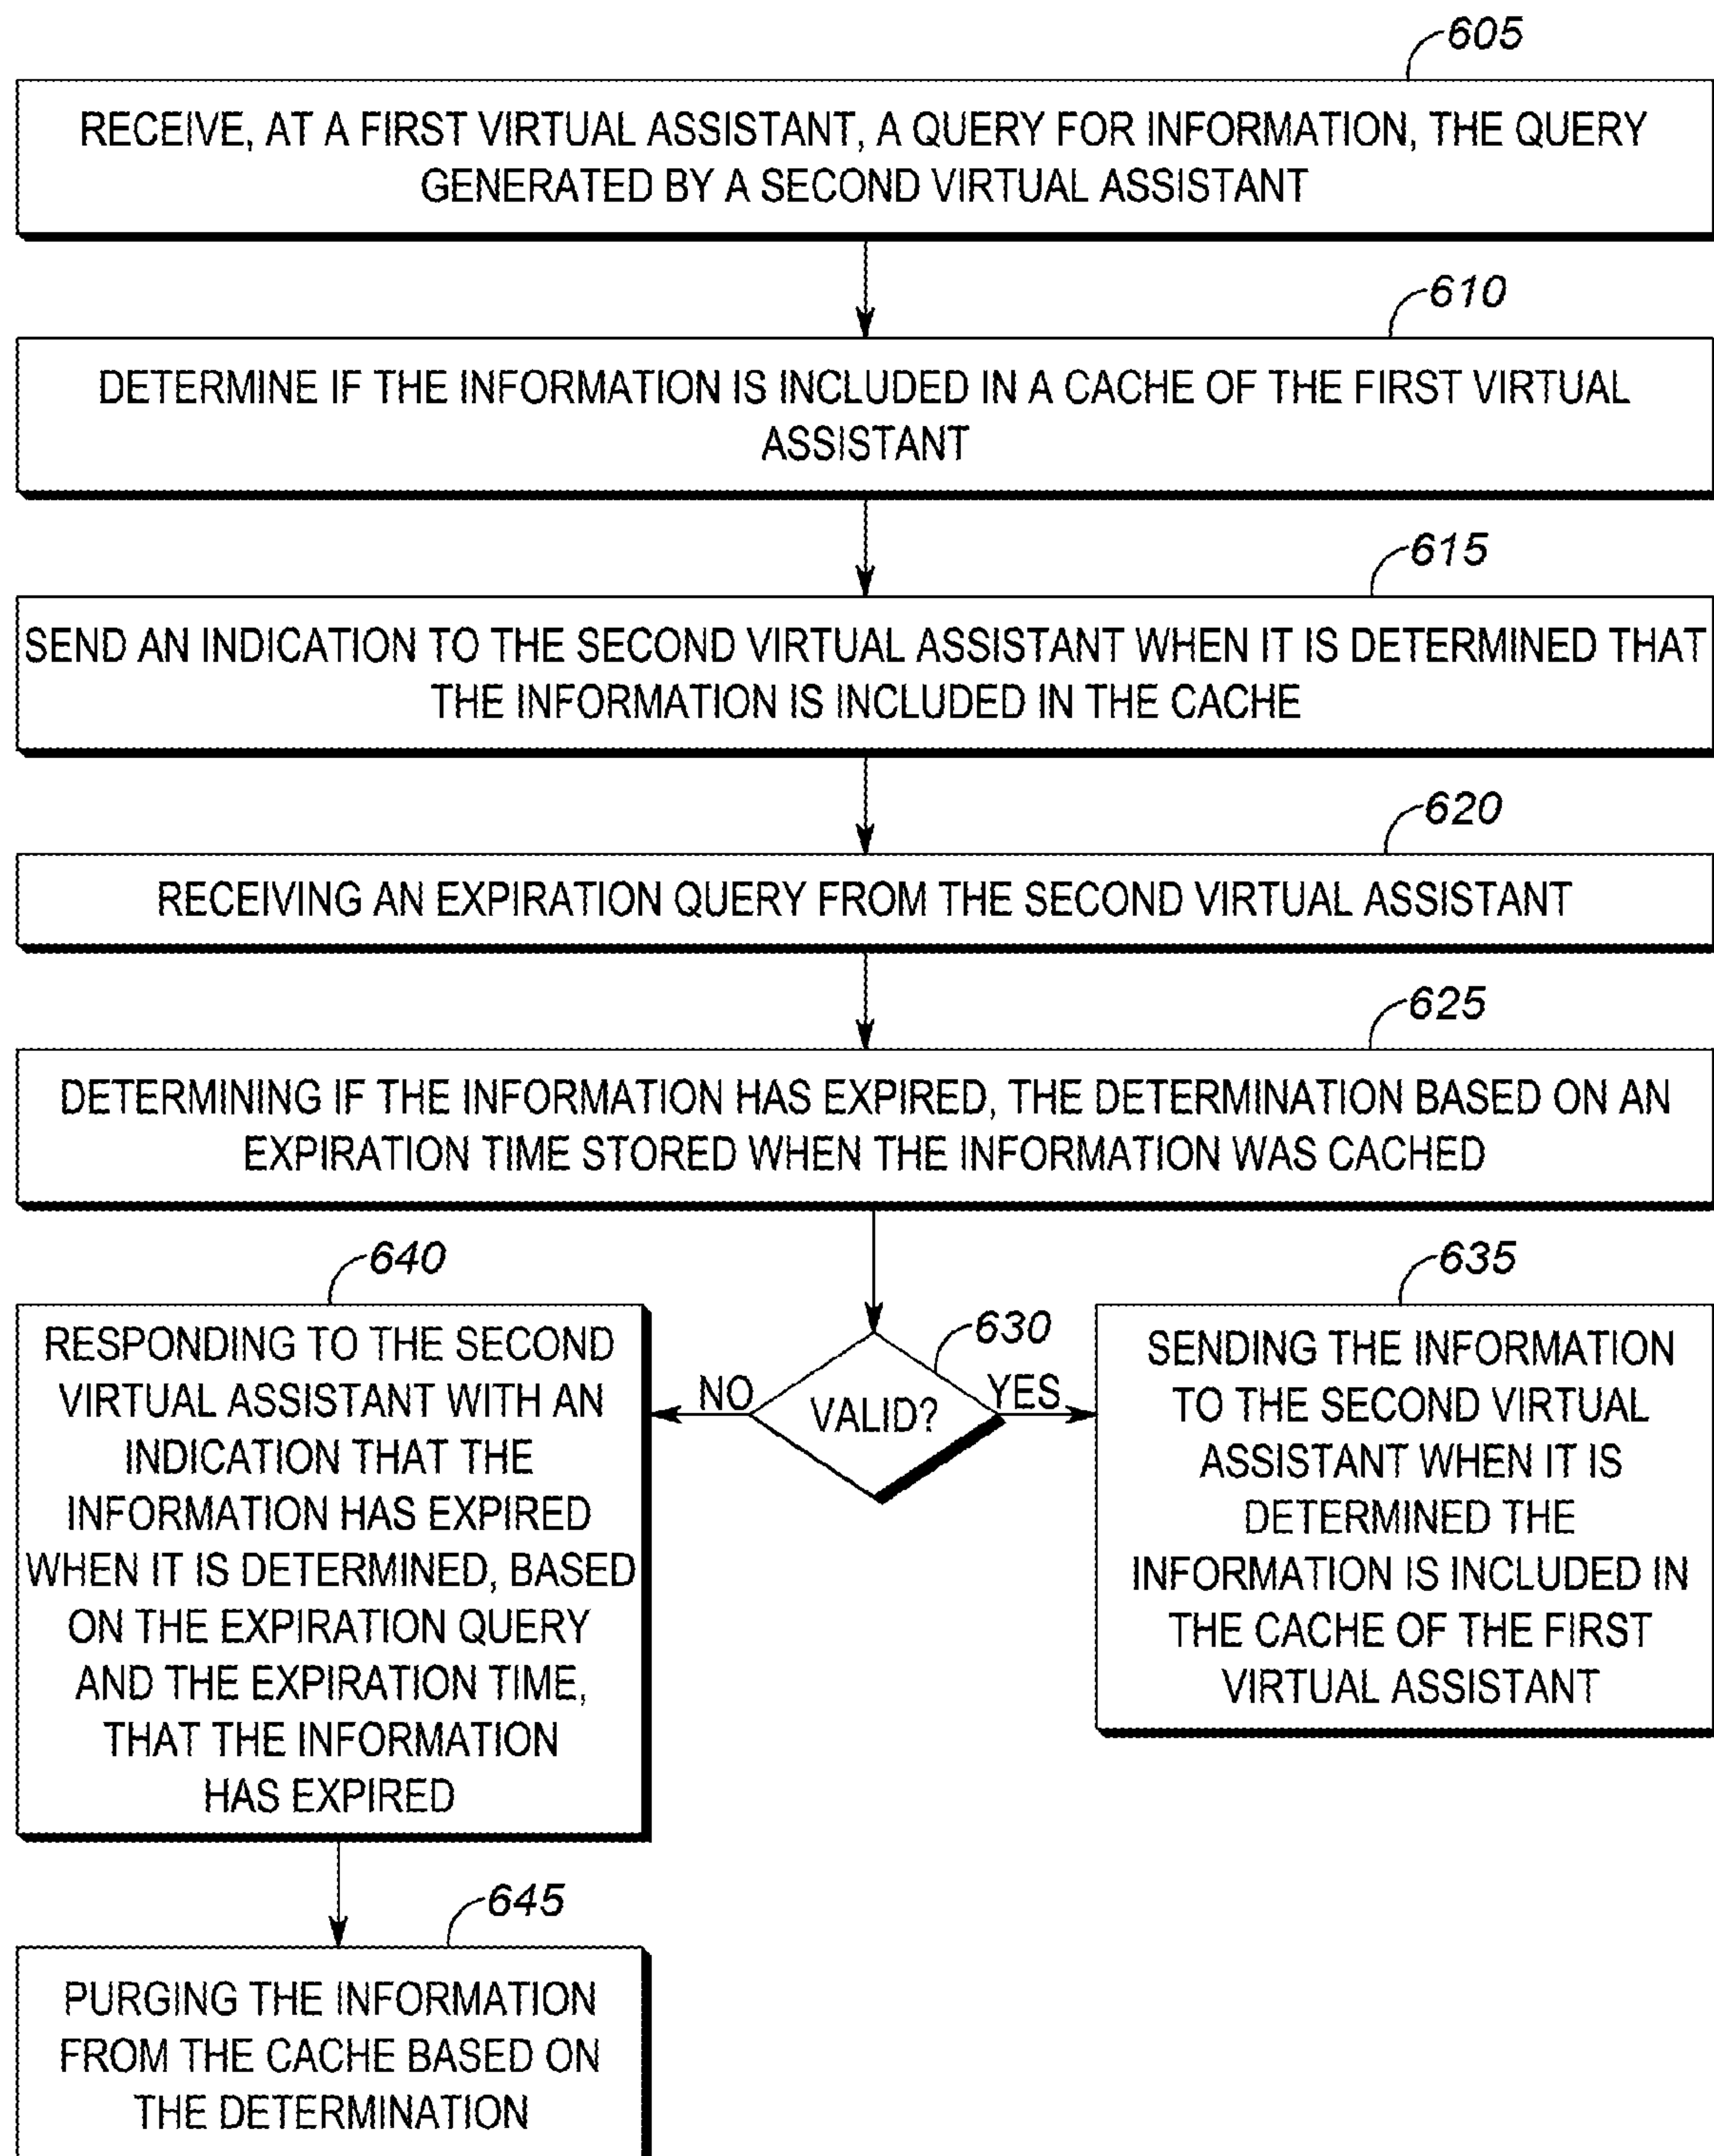 605
RECEIVE, AT A FIRST VIRTUAL ASSISTANT, A QUERY FOR INFORMATION, THE QUERY
GENERATED BY A SECOND VIRTUAL ASSISTANT
610
DETERMINE IF THE INFORMATION IS INCLUDED IN A CACHE OF THE FIRST VIRTUAL
ASSISTANT
615
SEND AN INDICATION TO THE SECOND VIRTUAL ASSISTANT WHEN IT IS DETERMINED THAT
THE INFORMATION IS INCLUDED IN THE CACHE
620
RECEIVING AN EXPIRATION QUERY FROM THE SECOND VIRTUAL ASSISTANT
625
DETERMINING IF THE INFORMATION HAS EXPIRED, THE DETERMINATION BASED ON AN
EXPIRATION TIME STORED WHEN THE INFORMATION WAS CACHED
630
VALID?
NO
YES
640
RESPONDING TO THE SECOND
VIRTUAL ASSISTANT WITH AN
INDICATION THAT THE
INFORMATION HAS EXPIRED
WHEN IT IS DETERMINED, BASED
ON THE EXPIRATION QUERY
AND THE EXPIRATION TIME,
THAT THE INFORMATION
HAS EXPIRED
635
SENDING THE INFORMATION
TO THE SECOND VIRTUAL
ASSISTANT WHEN IT IS
DETERMINED THE
INFORMATION IS INCLUDED IN
THE CACHE OF THE FIRST
VIRTUAL ASSISTANT
645
PURGING THE INFORMATION
FROM THE CACHE BASED ON
THE DETERMINATION